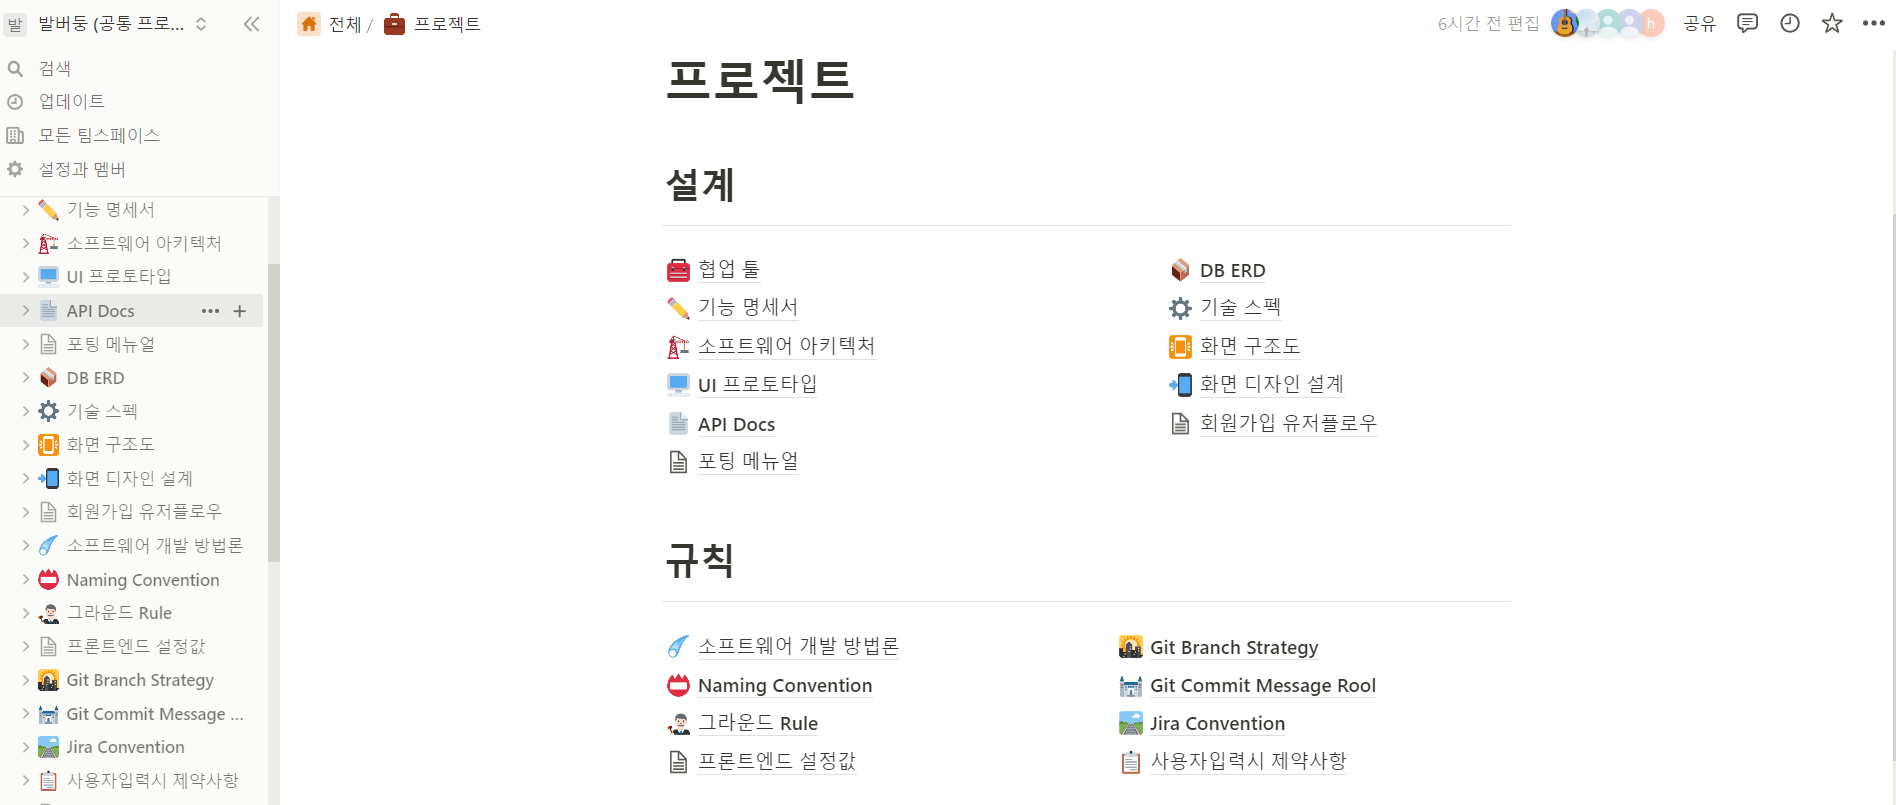 발 발버둥 (공통 프로...
검색
업데이트
모든 팀스페이스
설정과 멤버
기능 명세서
소프트웨어 아키텍처
UI 프로토타입
API Docs
포팅 메뉴얼
DB ERD
기술 스펙
화면 구조도
화면 디자인 설계
회원가입 유저플로우
소프트웨어 개발 방법론
Naming Convention
그라운드 Rule
프론트엔드 설정값
Git Branch Strategy
Git Commit Message ...
Jira Convention
사용자입력시 제약사항
전체 / 프로젝트
6시간 전 편집 h 공유
프로젝트
설계
협업 툴
기능 명세서
소프트웨어 아키텍처
UI 프로토타입
API Docs
포팅 메뉴얼
DB ERD
기술 스펙
화면 구조도
화면 디자인 설계
회원가입 유저플로우
규칙
소프트웨어 개발 방법론
Naming Convention
그라운드 Rule
프론트엔드 설정값
Git Branch Strategy
Git Commit Message Rool
Jira Convention
사용자입력시 제약사항